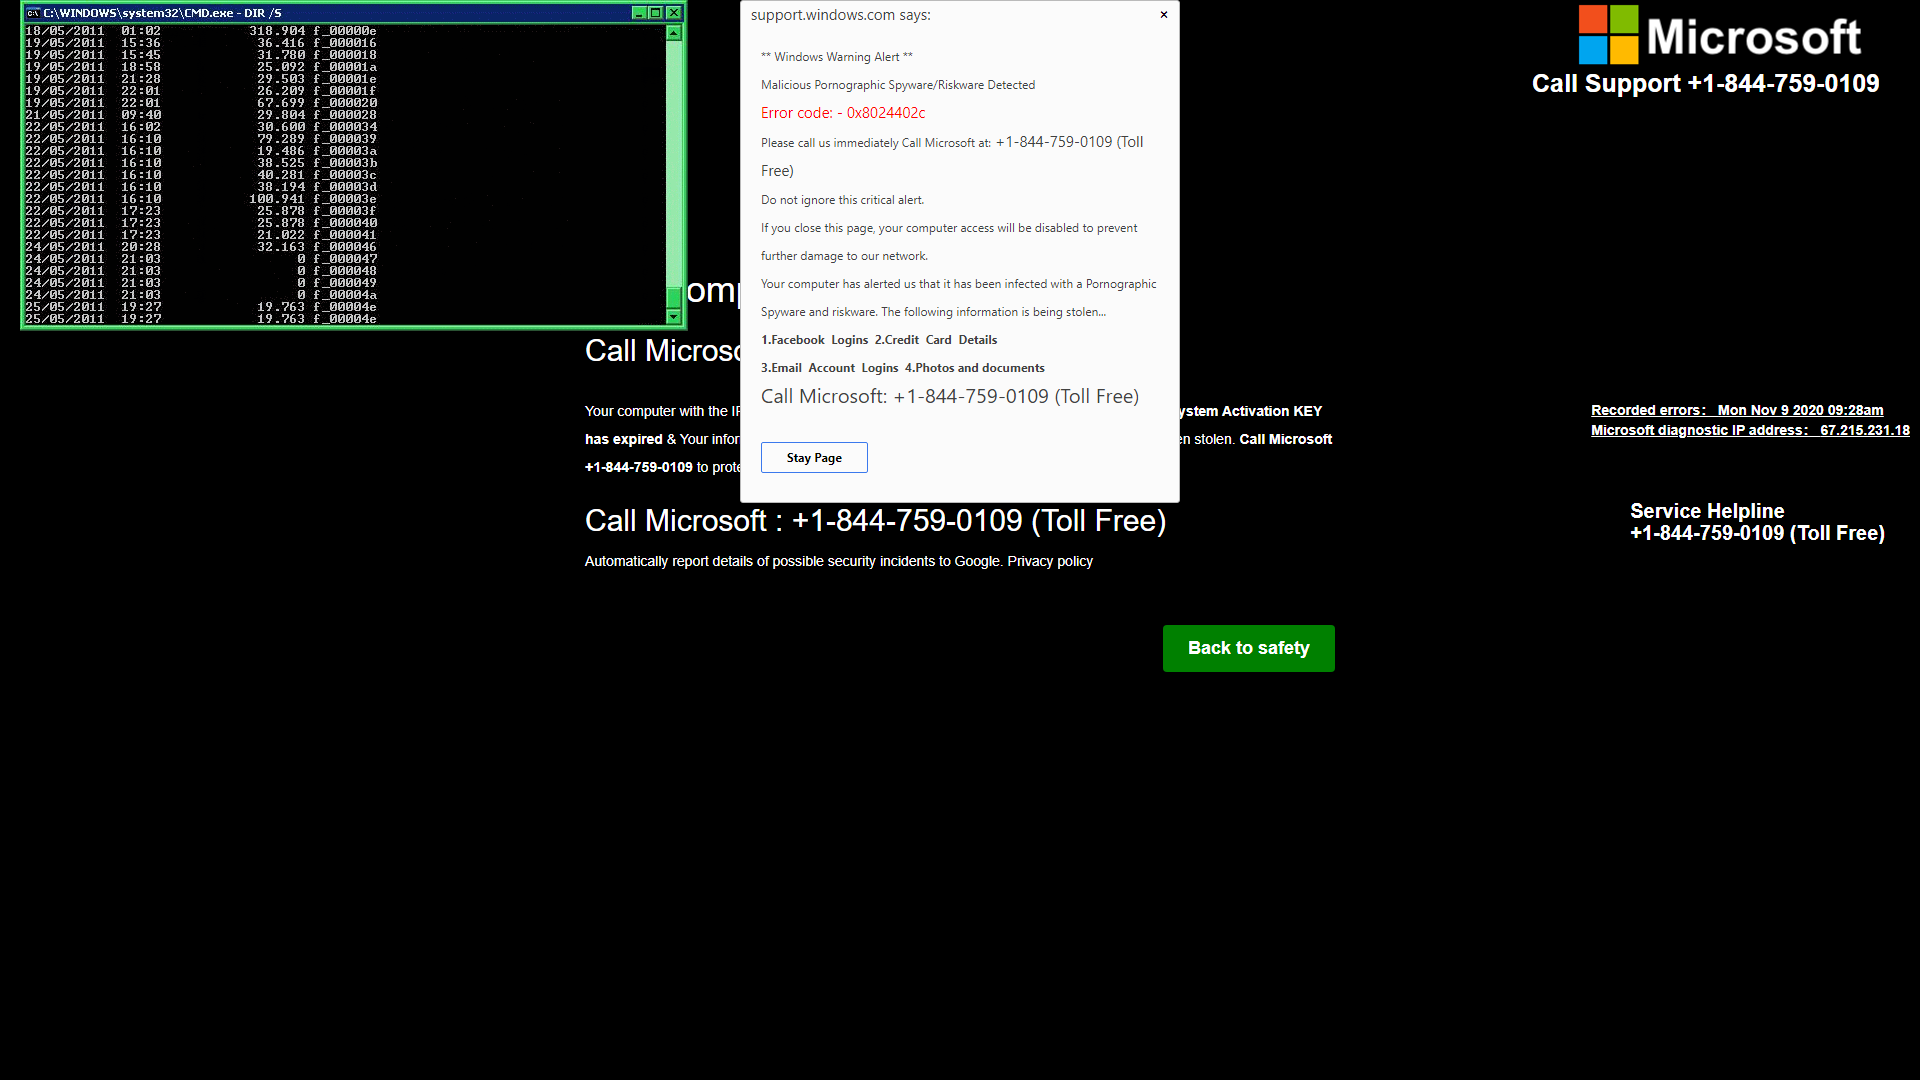 C:\WINDOWS\system32\CMD.exe - DIR /S
18/05/2011 01:02 318.904 f_00000e
19/05/2011 15:36 36.416 f_000016
19/05/2011 15:45 31.780 f_000018
19/05/2011 18:58 25.092 f_00001a
19/05/2011 21:28 29.503 f_00001e
19/05/2011 22:01 26.209 f_00001f
19/05/2011 22:01 67.699 f_000020
21/05/2011 09:40 29.804 f_000028
22/05/2011 16:02 30.600 f_000034
22/05/2011 16:10 79.289 f_000039
22/05/2011 16:10 19.486 f_00003a
22/05/2011 16:10 38.525 f_00003b
22/05/2011 16:10 40.281 f_00003c
22/05/2011 16:10 38.194 f_00003d
22/05/2011 16:10 100.941 f_00003e
22/05/2011 17:23 25.878 f_00003f
22/05/2011 17:23 25.878 f_000040
22/05/2011 17:23 21.022 f_000041
24/05/2011 20:28 32.163 f_000046
24/05/2011 21:03 0 f_000047
24/05/2011 21:03 0 f_000048
24/05/2011 21:03 0 f_000049
24/05/2011 21:03 0 f_00004a
25/05/2011 19:27 19.763 f_00004e
25/05/2011 19:27 19.763 f_00004e
support.windows.com says:
** Windows Warning Alert **
Malicious Pornographic Spyware/Riskware Detected
Error code: - 0x8024402c
Please call us immediately Call Microsoft at: +1-844-759-0109 (Toll
Free)
Do not ignore this critical alert.
If you close this page, your computer access will be disabled to prevent
further damage to our network.
Your computer has alerted us that it has been infected with a Pornographic
Spyware and riskware. The following information is being stolen...
1.Facebook Logins 2.Credit Card Details
3.Email Account Logins 4.Photos and documents
Call Microsoft: +1-844-759-0109 (Toll Free)
Stay Page
Microsoft
Call Support +1-844-759-0109
Call Micros
Your computer with the
ystem Activation KEY
has expired & Your
en stolen. Call Microsoft
+1-844-759-0109 to
Call Microsoft : +1-844-759-0109 (Toll Free)
Automatically report details of possible security incidents to Google. Privacy policy
Back to safety
Recorded errors: Mon Nov 9 2020 09:28am
Microsoft diagnostic IP address: 67.215.231.18
Service Helpline
+1-844-759-0109 (Toll Free)